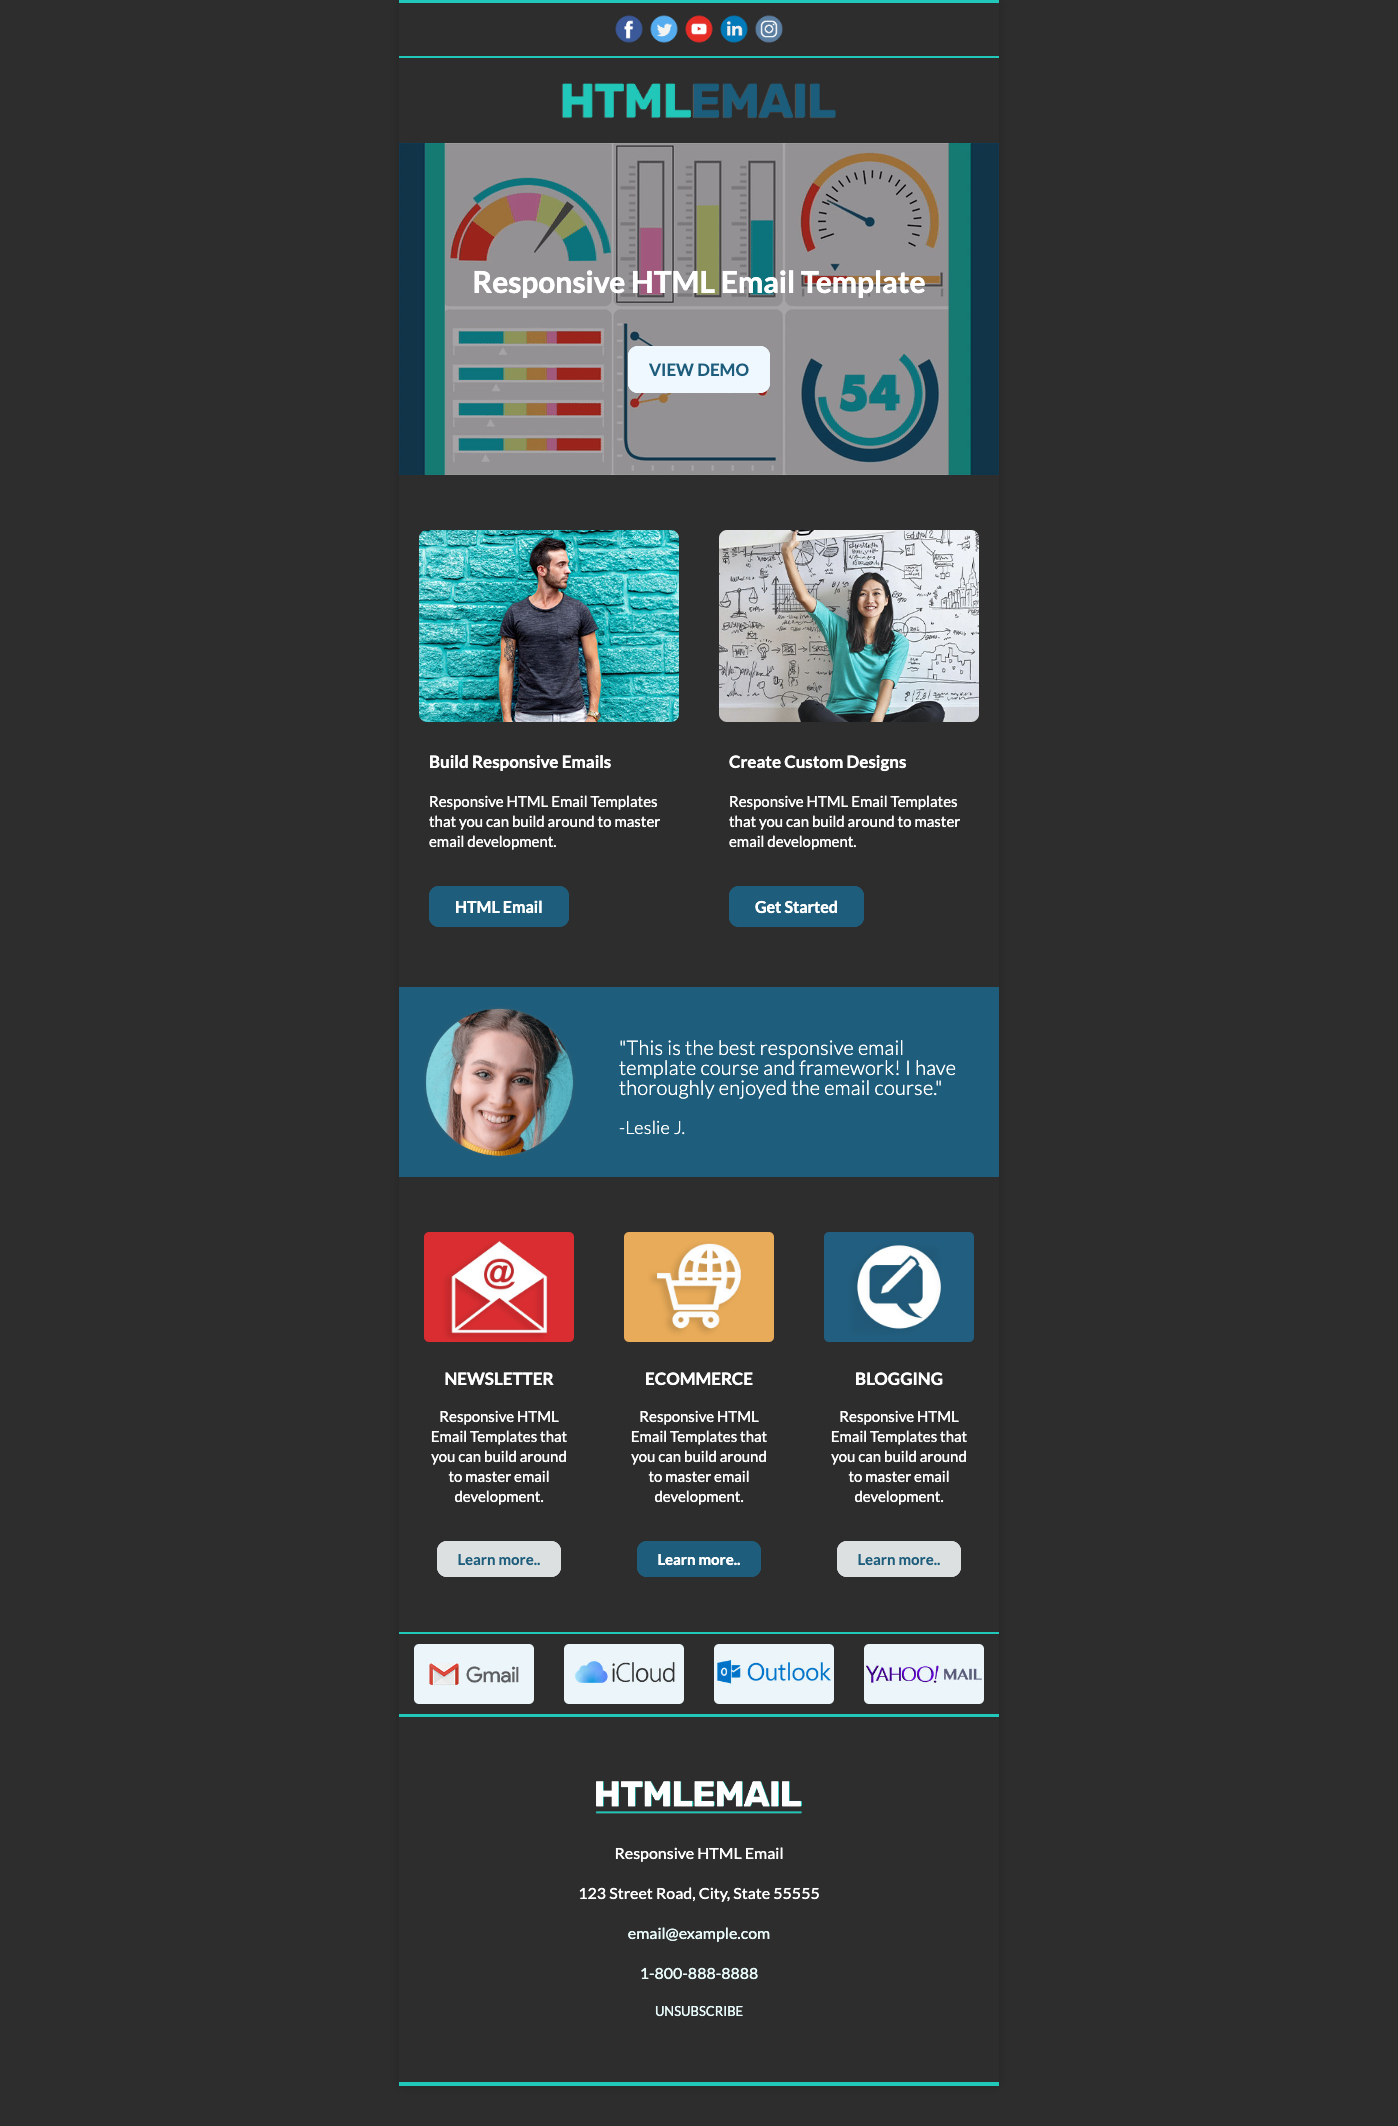 HTMLEMAIL
Responsive HTML Email Template
VIEW DEMO
54
Build Responsive Emails
Responsive HTML Email Templates
that you can build around to master
email development.
HTML Email
Create Custom Designs
Responsive HTML Email Templates
that you can build around to master
email development.
Get Started
"This is the best responsive email
template course and framework! I have
thoroughly enjoyed the email course."
-Leslie J.
NEWSLETTER
Responsive HTML
Email Templates that
you can build around
to master email
development.
Learn more..
ECOMMERCE
Responsive HTML
Email Templates that
you can build around
to master email
development.
Learn more..
BLOGGING
Responsive HTML
Email Templates that
you can build around
to master email
development.
Learn more..
Gmail
iCloud
Outlook
YAHOO! MAIL
HTMLEMAIL
Responsive HTML Email
123 Street Road, City, State 55555
email@example.com
1-800-888-8888
UNSUBSCRIBE